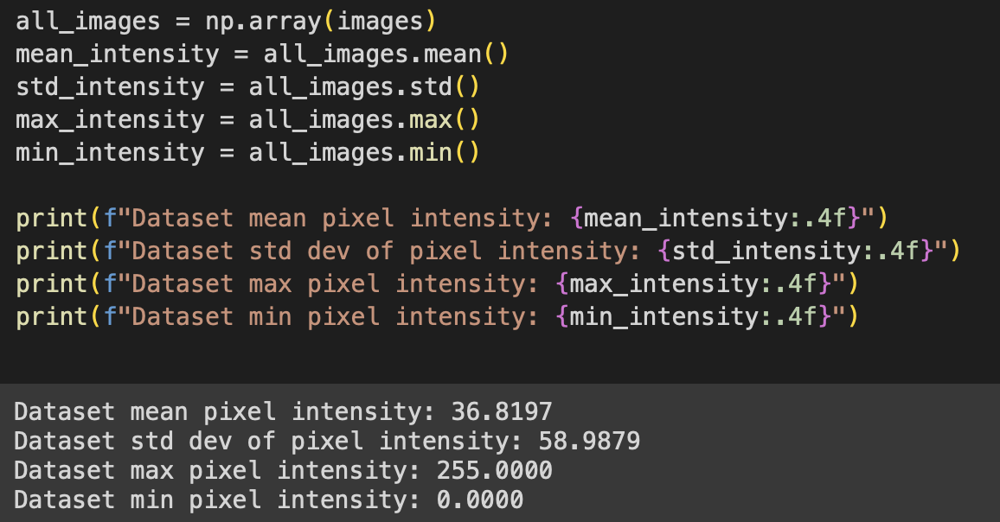 all_images = np.array(images)
mean_intensity = all_images.mean()
std_intensity = all_images.std()
max_intensity = all_images.max()
min_intensity = all_images.min()
print(f"Dataset mean pixel intensity: {mean_intensity:.4f}")
print(f"Dataset std dev of pixel intensity: {std_intensity:.4f}")
print(f"Dataset max pixel intensity: {max_intensity:.4f}")
print(f"Dataset min pixel intensity: {min_intensity:.4f}")
Dataset mean pixel intensity: 36.8197
Dataset std dev of pixel intensity: 58.9879
Dataset max pixel intensity: 255.0000
Dataset min pixel intensity: 0.0000